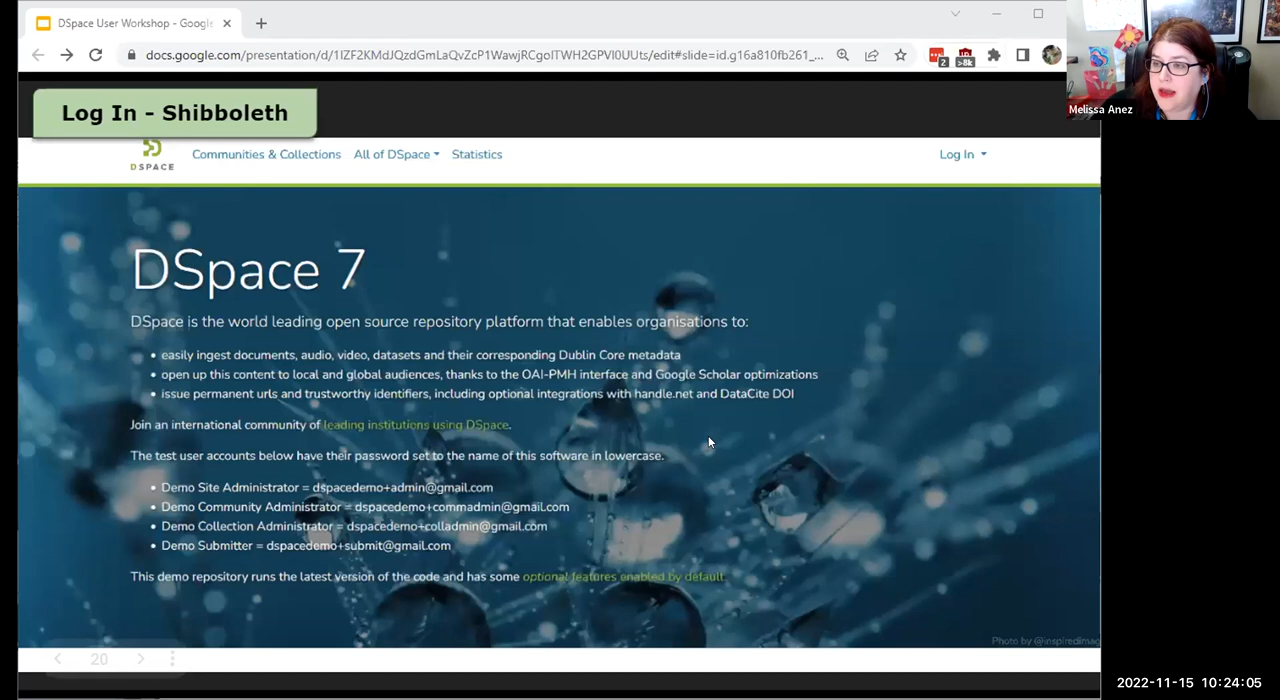 DSpace User Workshop - Google
docs.google.com/presentation/d/1IZF2KMdJQzdGmLaQvZcP1WawjRCgolTWH2GPVl0UUts/edit#slide=id.g16a810fb261_...
2
>8k
Melissa Anez
Log In - Shibboleth
DSPACE
Communities & Collections All of DSpace Statistics Log In
DSpace 7
DSpace is the world leading open source repository platform that enables organisations to:
• easily ingest documents, audio, video, datasets and their corresponding Dublin Core metadata
• open up this content to local and global audiences, thanks to the OAI-PMH interface and Google Scholar optimizations
• issue permanent urls and trustworthy identifiers, including optional integrations with handle.net and DataCite DOI
Join an international community of leading institutions using DSpace.
The test user accounts below have their password set to the name of this software in lowercase.
• Demo Site Administrator = dspacedemo+admin@gmail.com
• Demo Community Administrator = dspacedemo+commadmin@gmail.com
• Demo Collection Administrator = dspacedemo+colladmin@gmail.com
• Demo Submitter = dspacedemo+submit@gmail.com
This demo repository runs the latest version of the code and has some optional features enabled by default.
Photo by @inspiredimag
20
2022-11-15 10:24:05